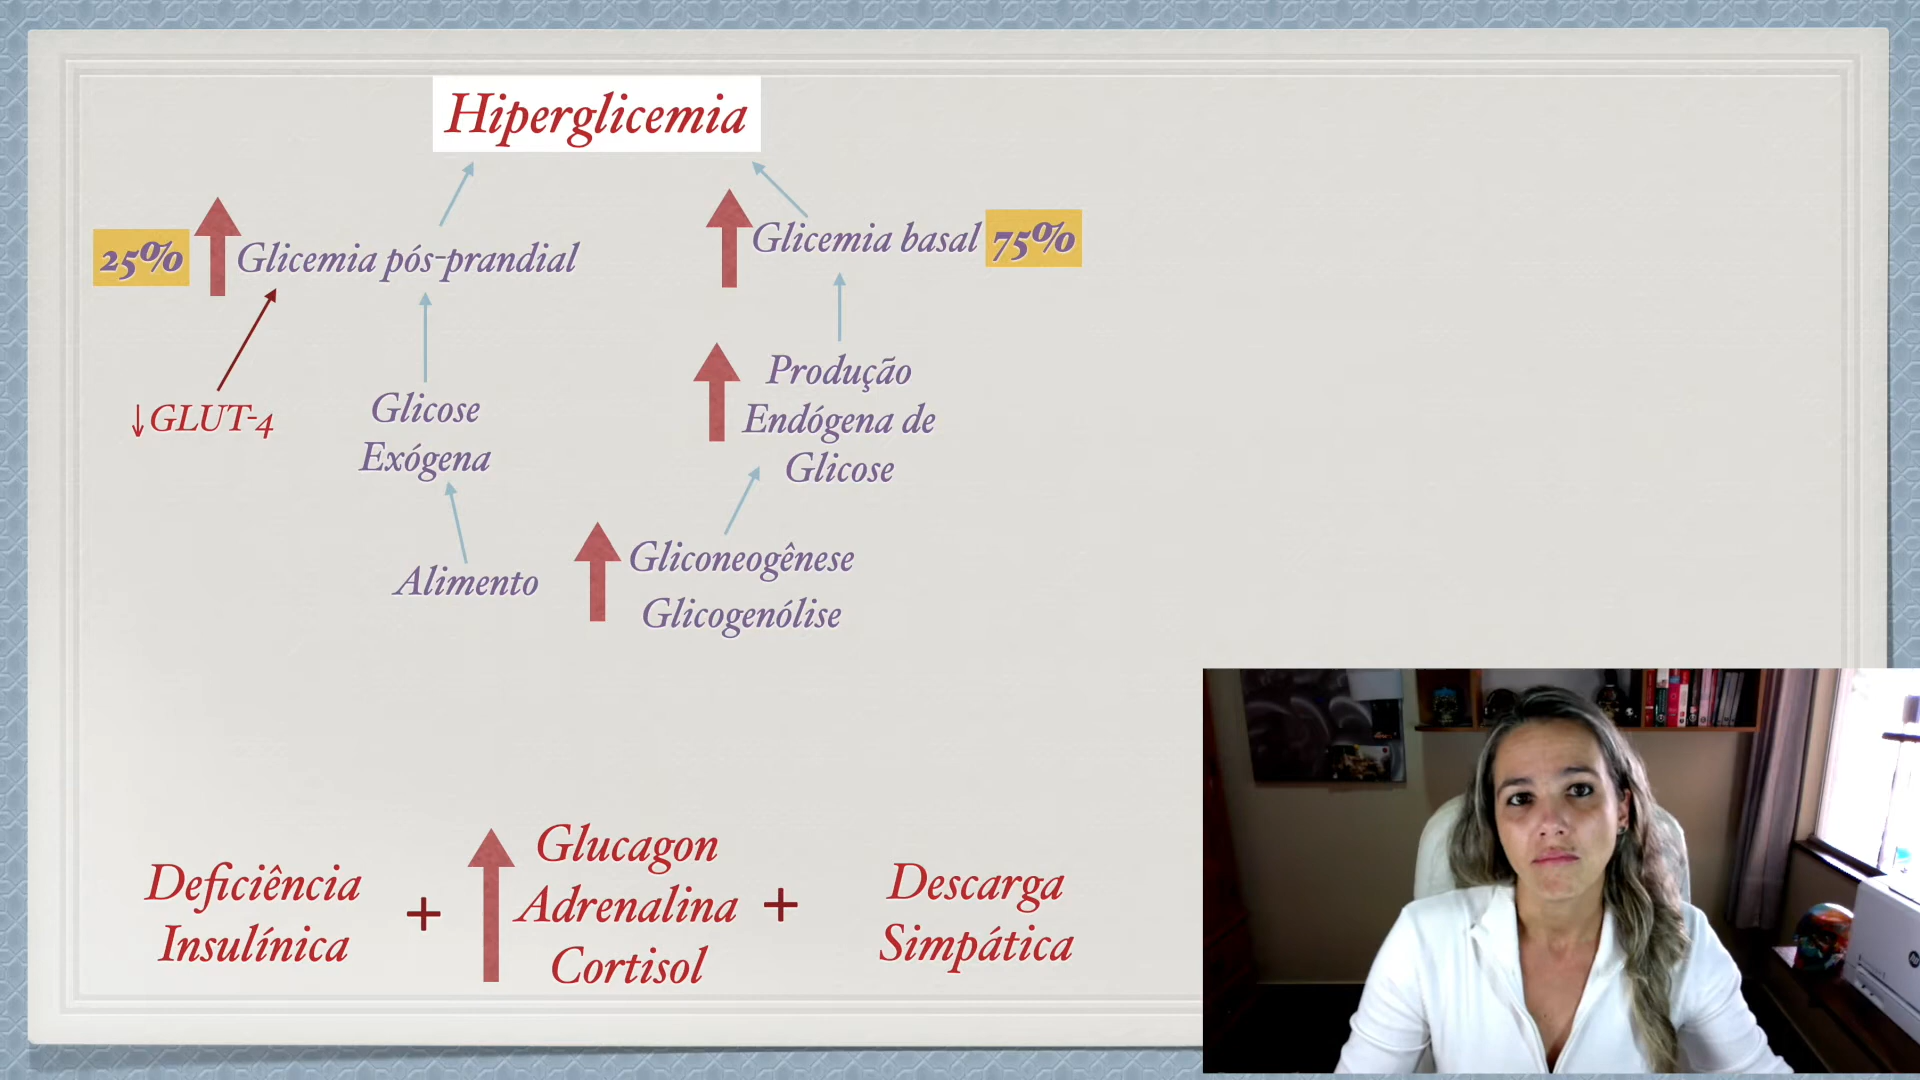 Hiperglicemia
25%
Glicemia pós-prandial
Glicemia basal
75%
↓GLUT-4
Glicose
Exógena
Alimento
Produção
Endógena de
Glicose
Gliconeogênese
Glicogenólise
Deficiência
Insulínica
+
Glucagon
Adrenalina
Cortisol
+
Descarga
Simpática